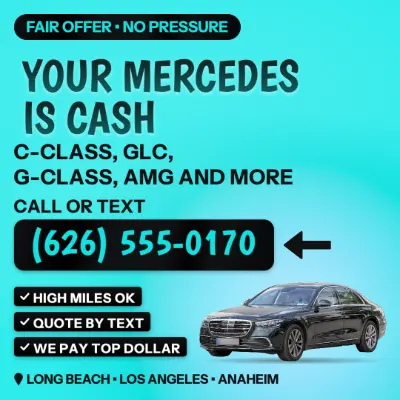 FAIR OFFER • NO PRESSURE
YOUR MERCEDES
IS CASH
C-CLASS, GLC,
G-CLASS, AMG AND MORE
CALL OR TEXT
(626) 555-0170
HIGH MILES OK
QUOTE BY TEXT
WE PAY TOP DOLLAR
LONG BEACH • LOS ANGELES • ANAHEIM